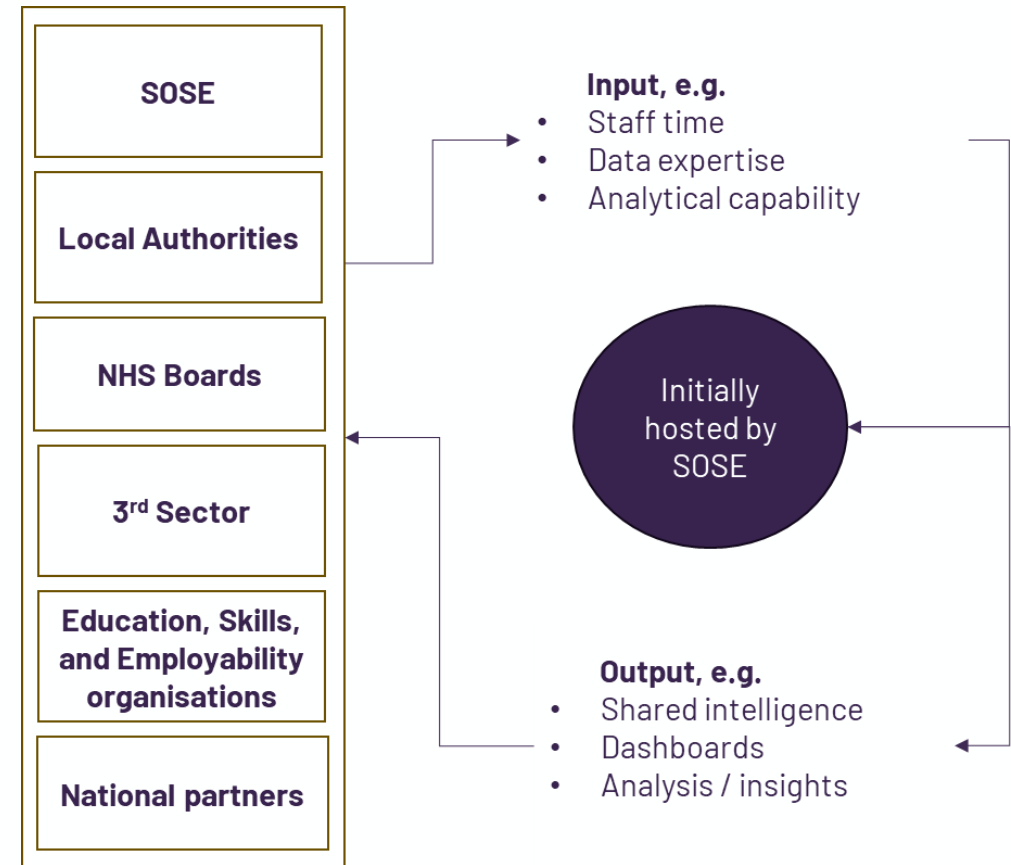 SOSE
Local Authorities
NHS Boards
3rd Sector
Education, Skills,
and Employability
organisations
National partners
Input, e.g.
• Staff time
• Data expertise
• Analytical capability
Initially
hosted by
SOSE
Output, e.g.
• Shared intelligence
• Dashboards
• Analysis / insights